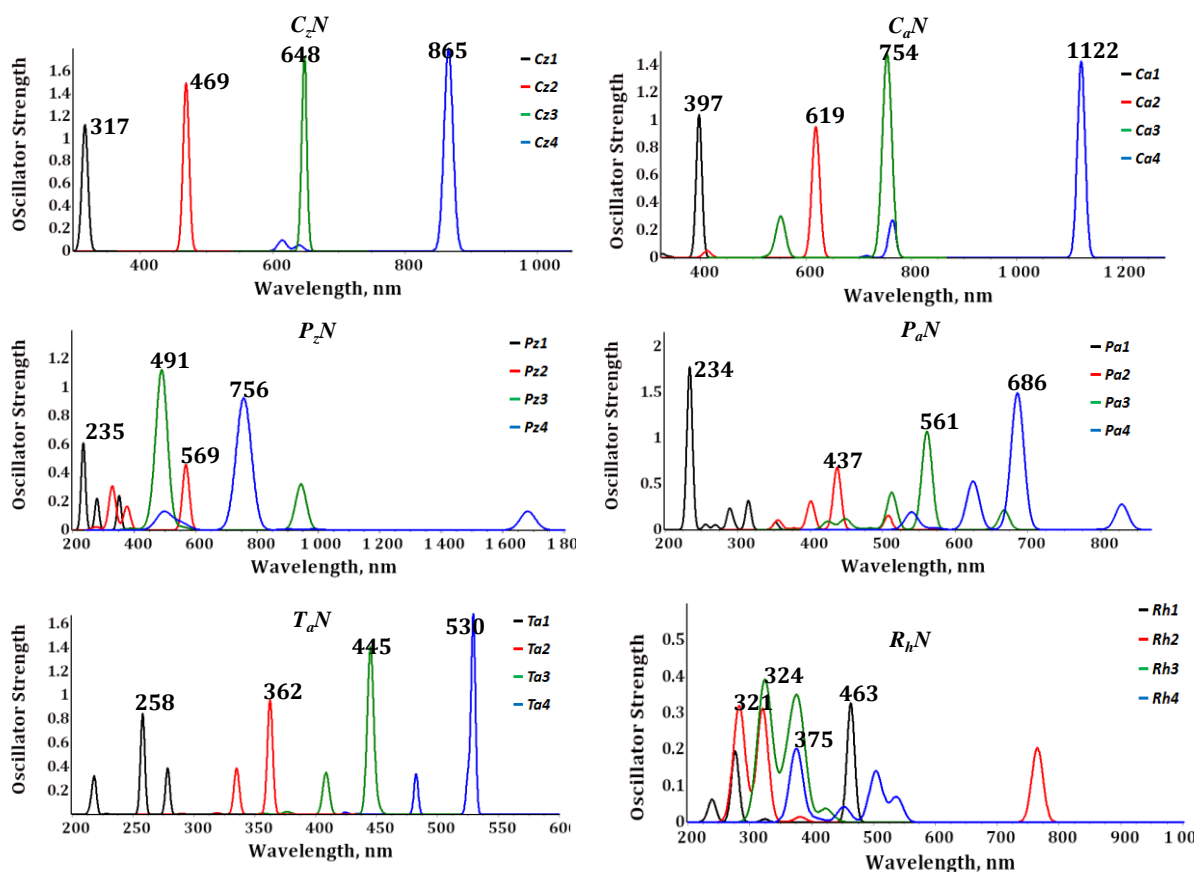 CzN
OScillator Strength
1.6
1.4
1.2
1
0.8
0.6
0.4
0.2
0
317
469
648
865
Cz1
Cz2
Cz3
Cz4
400
600
800
1 000
Wavelength, nm
CaN
Oscillator Strength
1.4
1.2
1
0.8
0.6
0.4
0.2
0
397
619
754
1122
Ca1
Ca2
Ca3
Ca4
400
600
800
1 000
1 200
Wavelength, nm
PzN
Oscillator Strength
1.2
1
0.8
0.6
0.4
0.2
0
235
491
569
756
Pz1
Pz2
Pz3
Pz4
200
400
600
800
1 000
1 200
1 400
1 600
1 80
Wavelength, nm
PaN
Oscillator Strength
2
1.5
1
0.5
0
234
437
561
686
Pa1
Pa2
Pa3
Pa4
200
300
400
500
600
700
800
Wavelength, nm
TaN
Oscillator Strength
1.6
1.4
1.2
1
0.8
0.6
0.4
0.2
258
362
445
530
Ta1
Ta2
Ta3
Ta4
200
250
300
350
400
450
500
550
600
Wavelength, nm
RhN
Oscillator Strength
0.5
0.4
0.3
0.2
0.1
0
321
324
375
463
Rh1
Rh2
Rh3
Rh4
200
300
400
500
600
700
800
900
1 00
Wavelength, nm